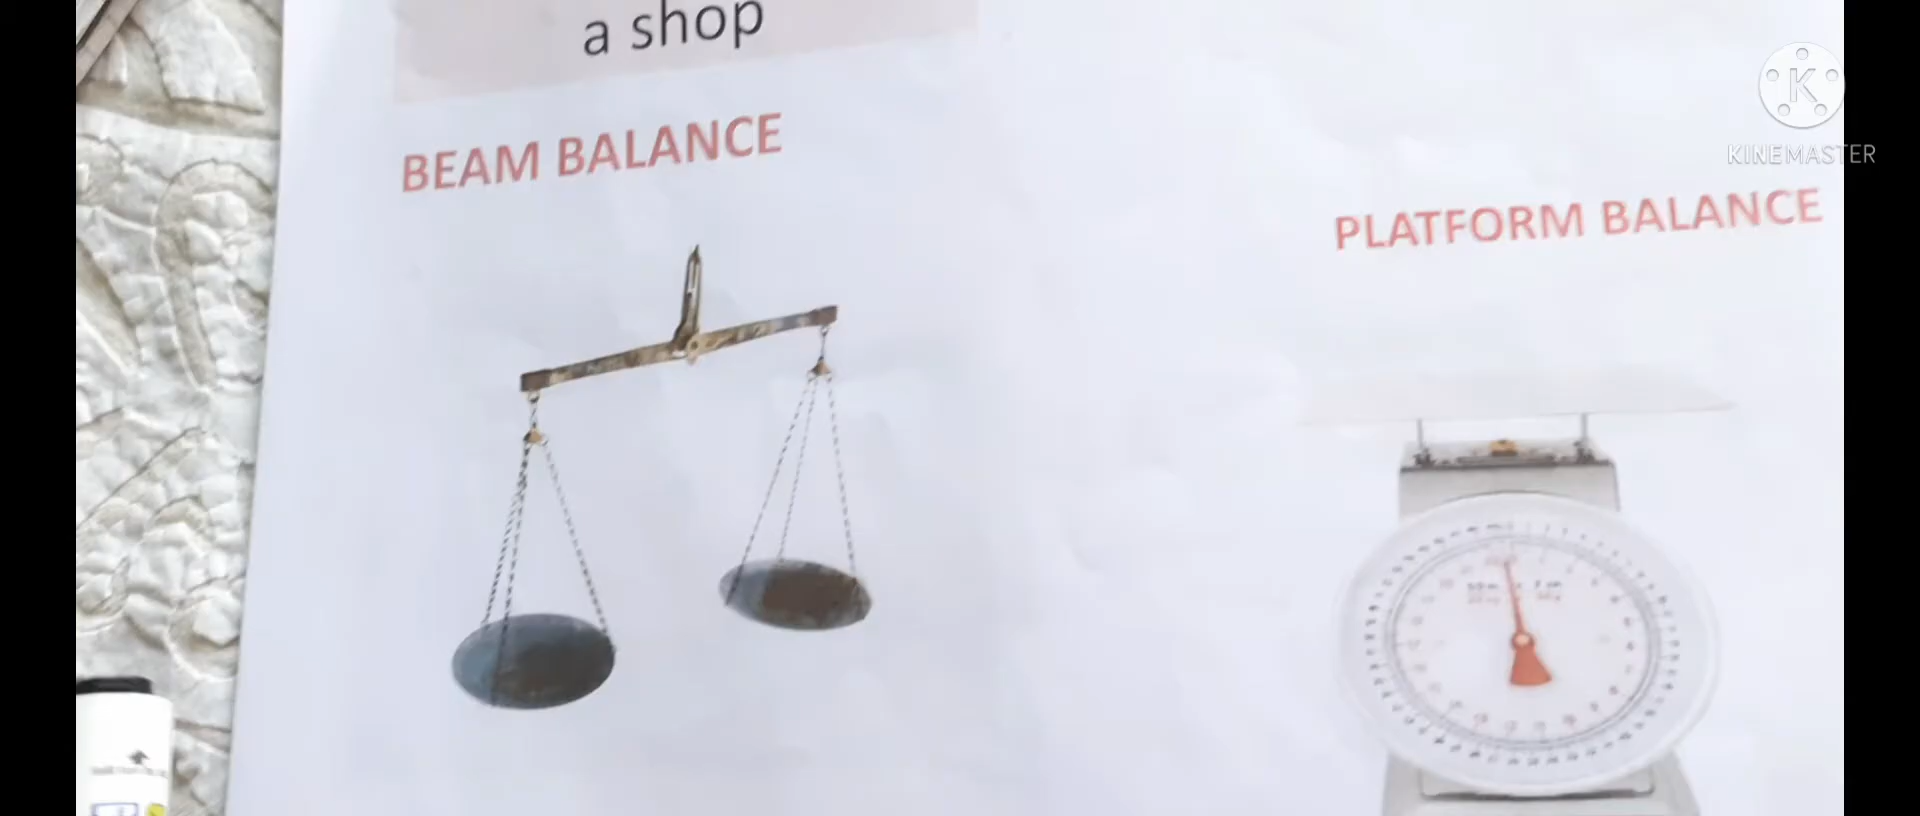 a shop
BEAM BALANCE
K
KINEMASTER
PLATFORM BALANCE